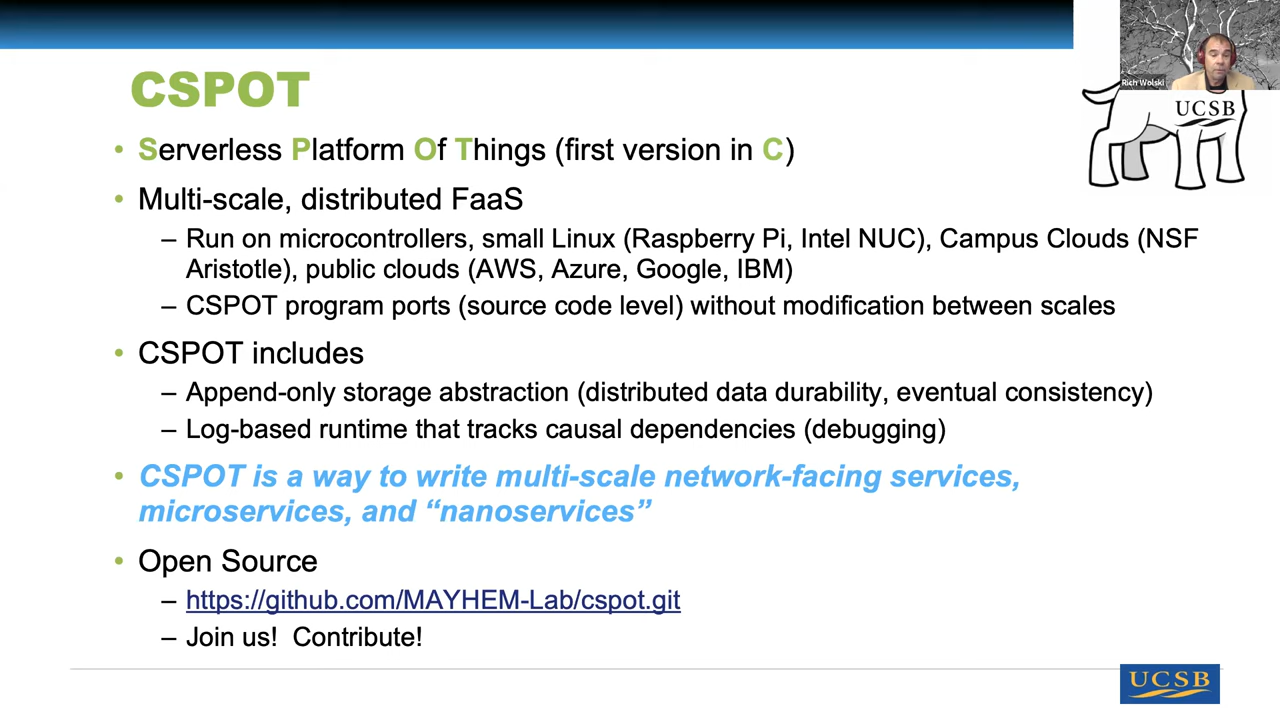 Rich Wolski
UCSB
CSPOT
• Serverless Platform Of Things (first version in C)
• Multi-scale, distributed FaaS
– Run on microcontrollers, small Linux (Raspberry Pi, Intel NUC), Campus Clouds (NSF
Aristotle), public clouds (AWS, Azure, Google, IBM)
– CSPOT program ports (source code level) without modification between scales
• CSPOT includes
– Append-only storage abstraction (distributed data durability, eventual consistency)
– Log-based runtime that tracks causal dependencies (debugging)
• CSPOT is a way to write multi-scale network-facing services,
microservices, and “nanoservices”
• Open Source
– https://github.com/MAYHEM-Lab/cspot.git
– Join us!  Contribute!
UCSB